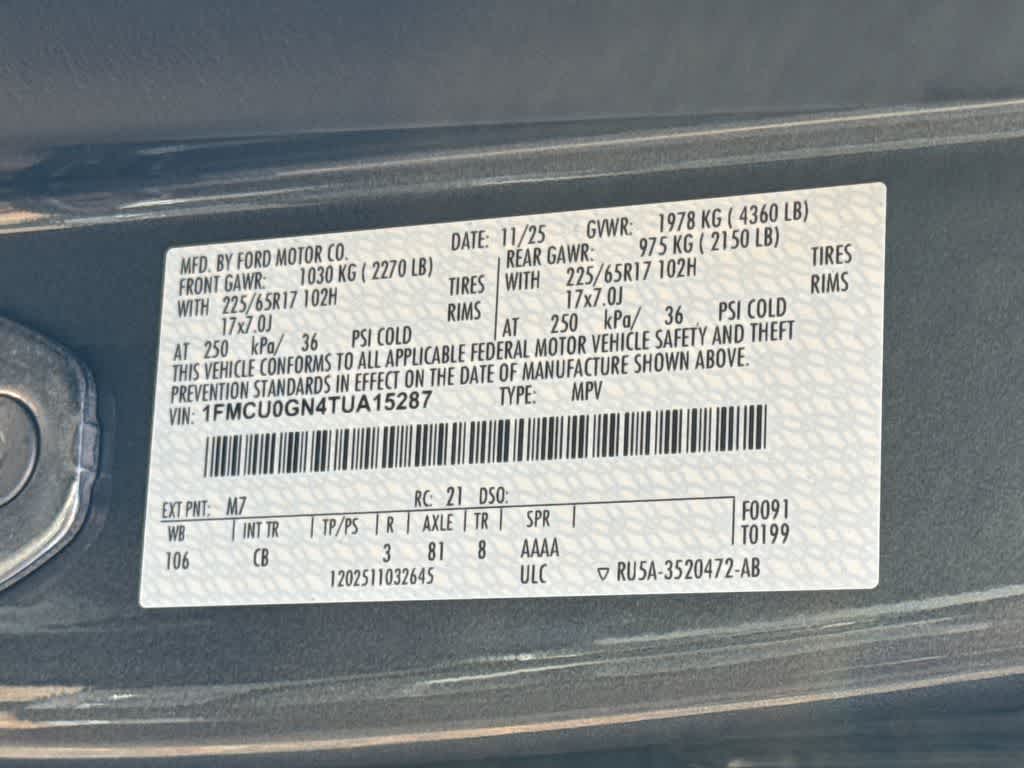 MFD. BY FORD MOTOR CO. DATE: 11/25 GVWR: 1978 KG ( 4360 LB)
FRONT GAWR: 1030 KG ( 2270 LB) REAR GAWR: 975 KG ( 2150 LB)
WITH 225/65R17 102H TIRES WITH 225/65R17 102H TIRES
17x7.0J RIMS 17x7.0J RIMS
AT 250 kPa/ 36 PSI COLD AT 250 kPa/ 36 PSI COLD
THIS VEHICLE CONFORMS TO ALL APPLICABLE FEDERAL MOTOR VEHICLE SAFETY AND THEFT
PREVENTION STANDARDS IN EFFECT ON THE DATE OF MANUFACTURE SHOWN ABOVE.
VIN: 1FMCU0GN4TUA15287 TYPE: MPV
EXT PNT: M7 RC: 21 DSO:
WB | INT TR | TP/PS | R | AXLE | TR | SPR | F0091
T0199
106 CB 3 81 8 AAAA
1202511032645 ULC ▽ RU5A-3520472-AB